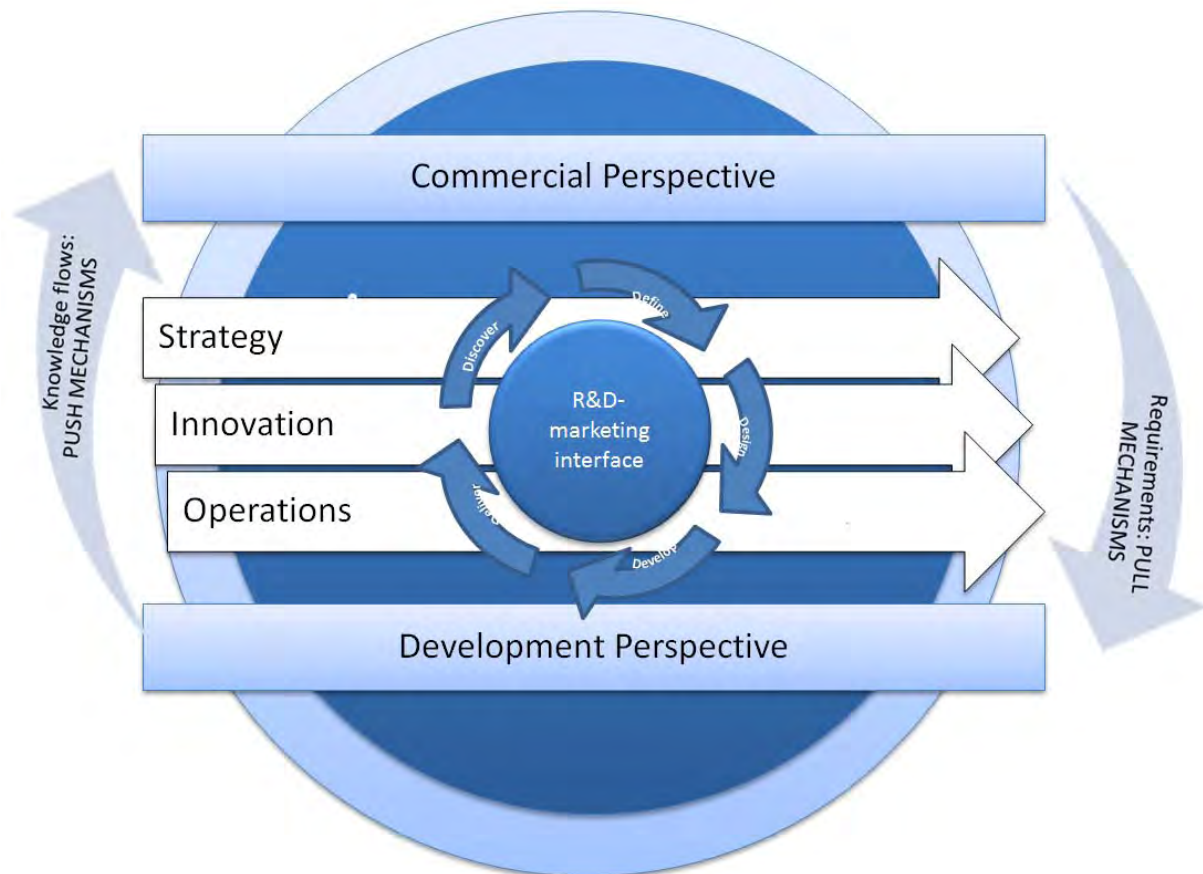 Commercial Perspective
Knowledge flows:
PUSH MECHANISMS
Strategy
Innovation
Operations
Discover
Define
Design
Develop
Deliver
R&D-
marketing
interface
Requirements: PULL
MECHANISMS
Development Perspective